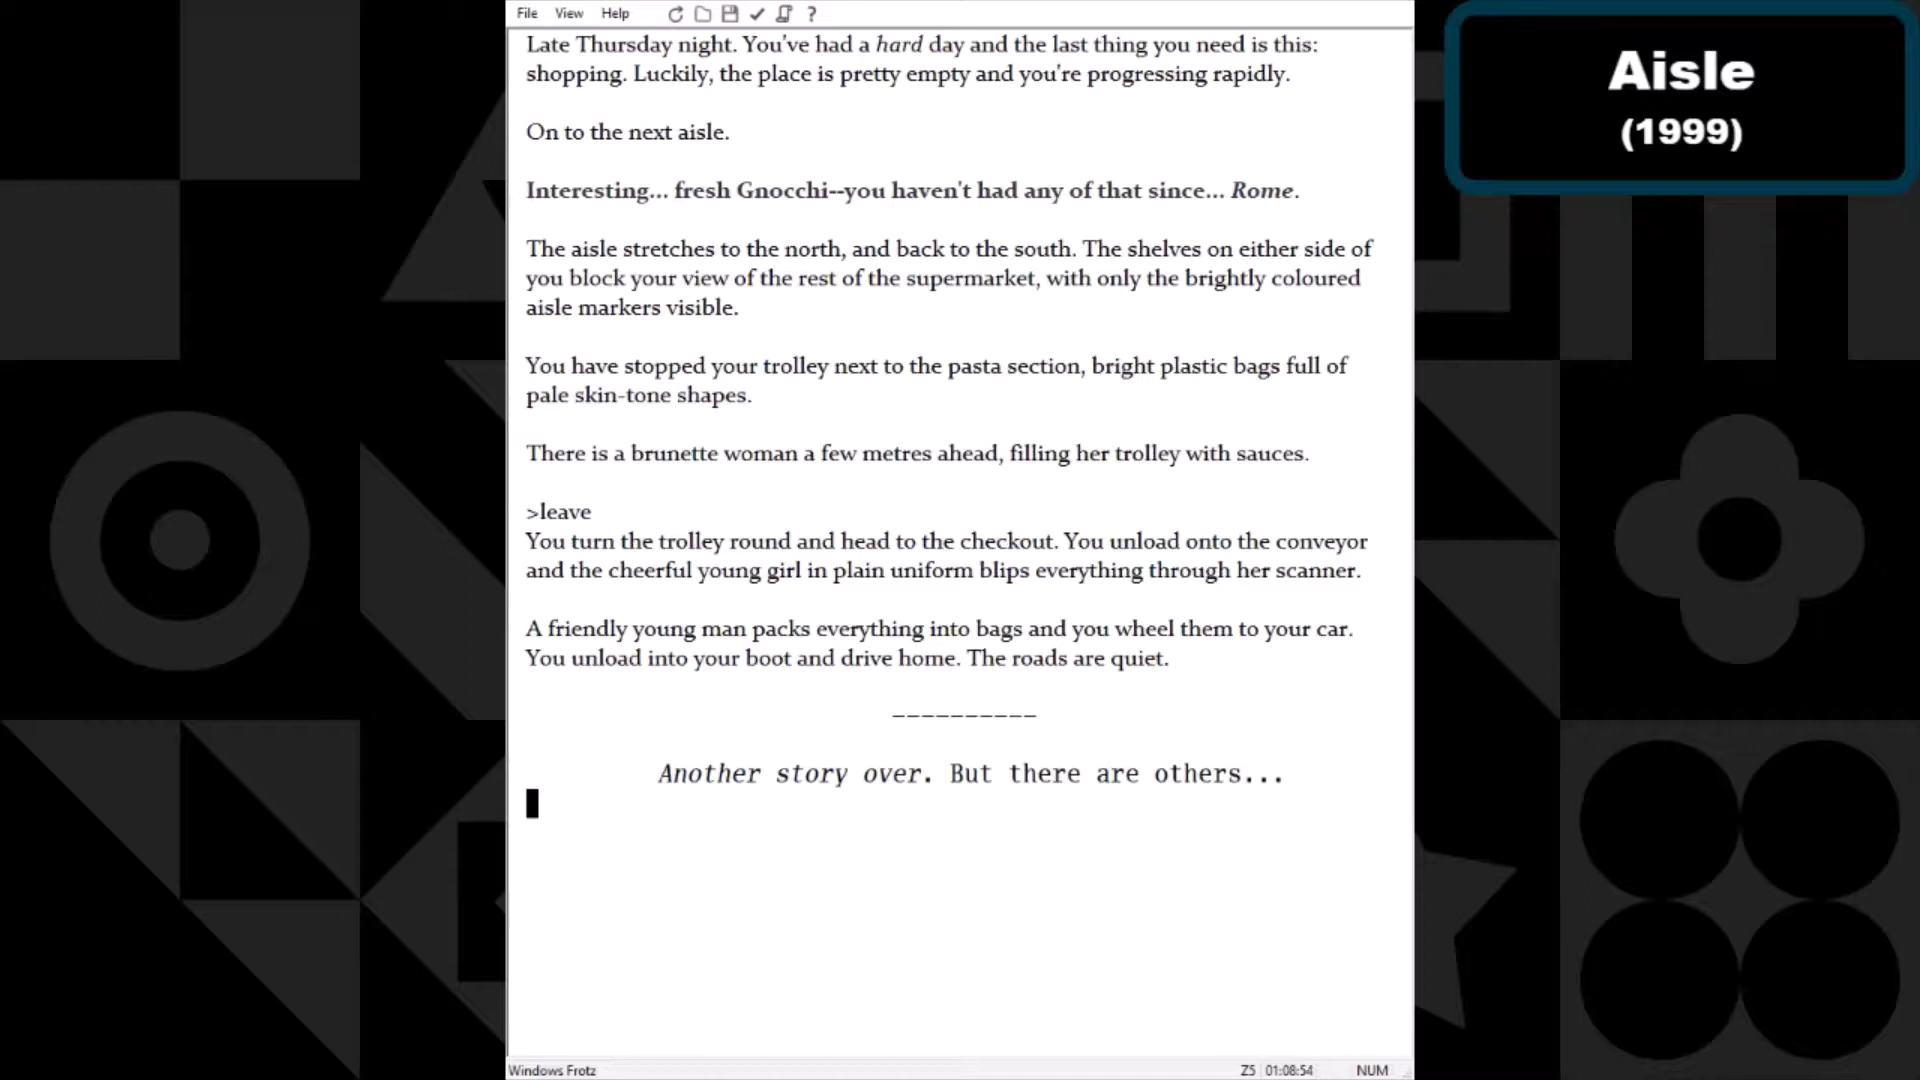 File View Help
Aisle
(1999)
Late Thursday night. You've had a hard day and the last thing you need is this:
shopping. Luckily, the place is pretty empty and you're progressing rapidly.
On to the next aisle.
Interesting... fresh Gnocchi--you haven't had any of that since... Rome.
The aisle stretches to the north, and back to the south. The shelves on either side of
you block your view of the rest of the supermarket, with only the brightly coloured
aisle markers visible.
You have stopped your trolley next to the pasta section, bright plastic bags full of
pale skin-tone shapes.
There is a brunette woman a few metres ahead, filling her trolley with sauces.
>leave
You turn the trolley round and head to the checkout. You unload onto the conveyor
and the cheerful young girl in plain uniform blips everything through her scanner.
A friendly young man packs everything into bags and you wheel them to your car.
You unload into your boot and drive home. The roads are quiet.
----------
Another story over. But there are others...
Windows Frotz Z5 01:08:54 NUM